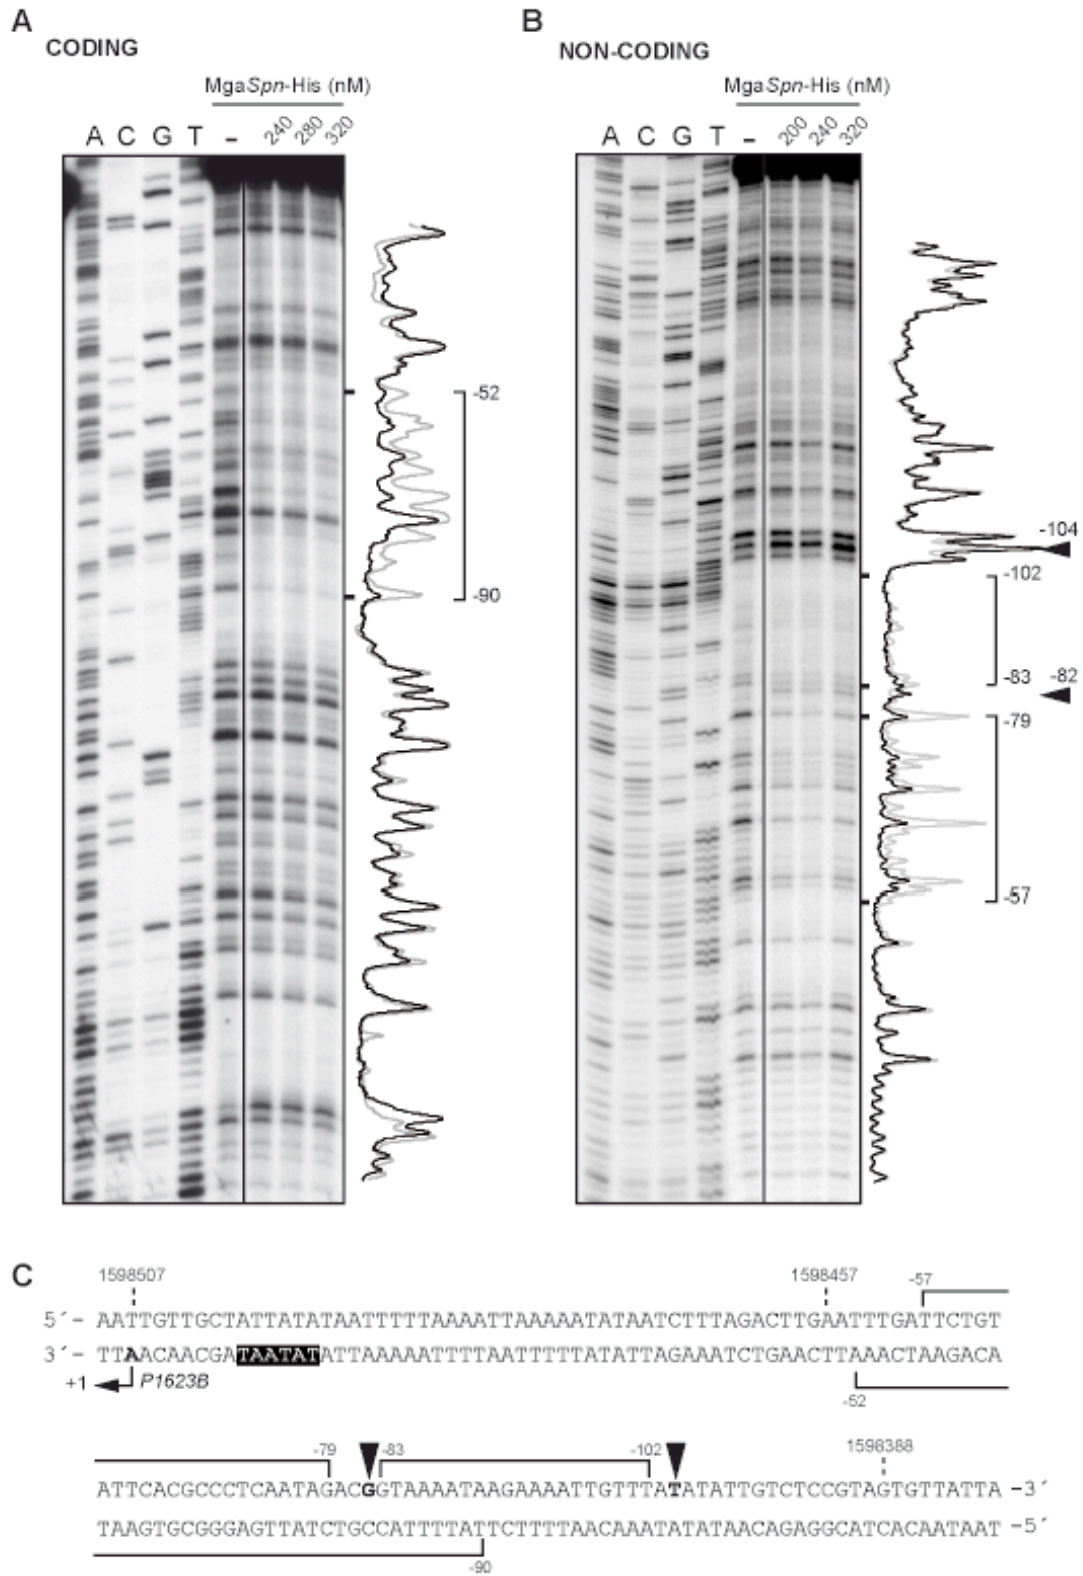 A
CODING
MgaSpn-His (nM)
A C G T – 240 280 320
-52
-90
B
NON-CODING
MgaSpn-His (nM)
A C G T – 200 240 320
-104
-102
-83
-82
-79
-57
C
1598507 1598457 -57
5´– AATTGTTGCTATTATATAATTTTTAAAATTAAAAATATAATCTTTAGACTTGAATTTGATTCTGT
3´– TTAACAACGATAATATATTAAAAATTTTAATTTTTATATTAGAAATCTGAACTTAAACTAAGACA
+1 P1623B -52
-79 -83 -102 1598388
ATTCACGCCCTCAATAGACGGTAAAATAAGAAAATTGTTTATATATTGTCTCCGTAGTGTTATTA –3´
TAAGTGCGGGAGTTATCTGCCATTTTATTCTTTTAACAAATATATAACAGAGGCATCACAATAAT –5´
-90